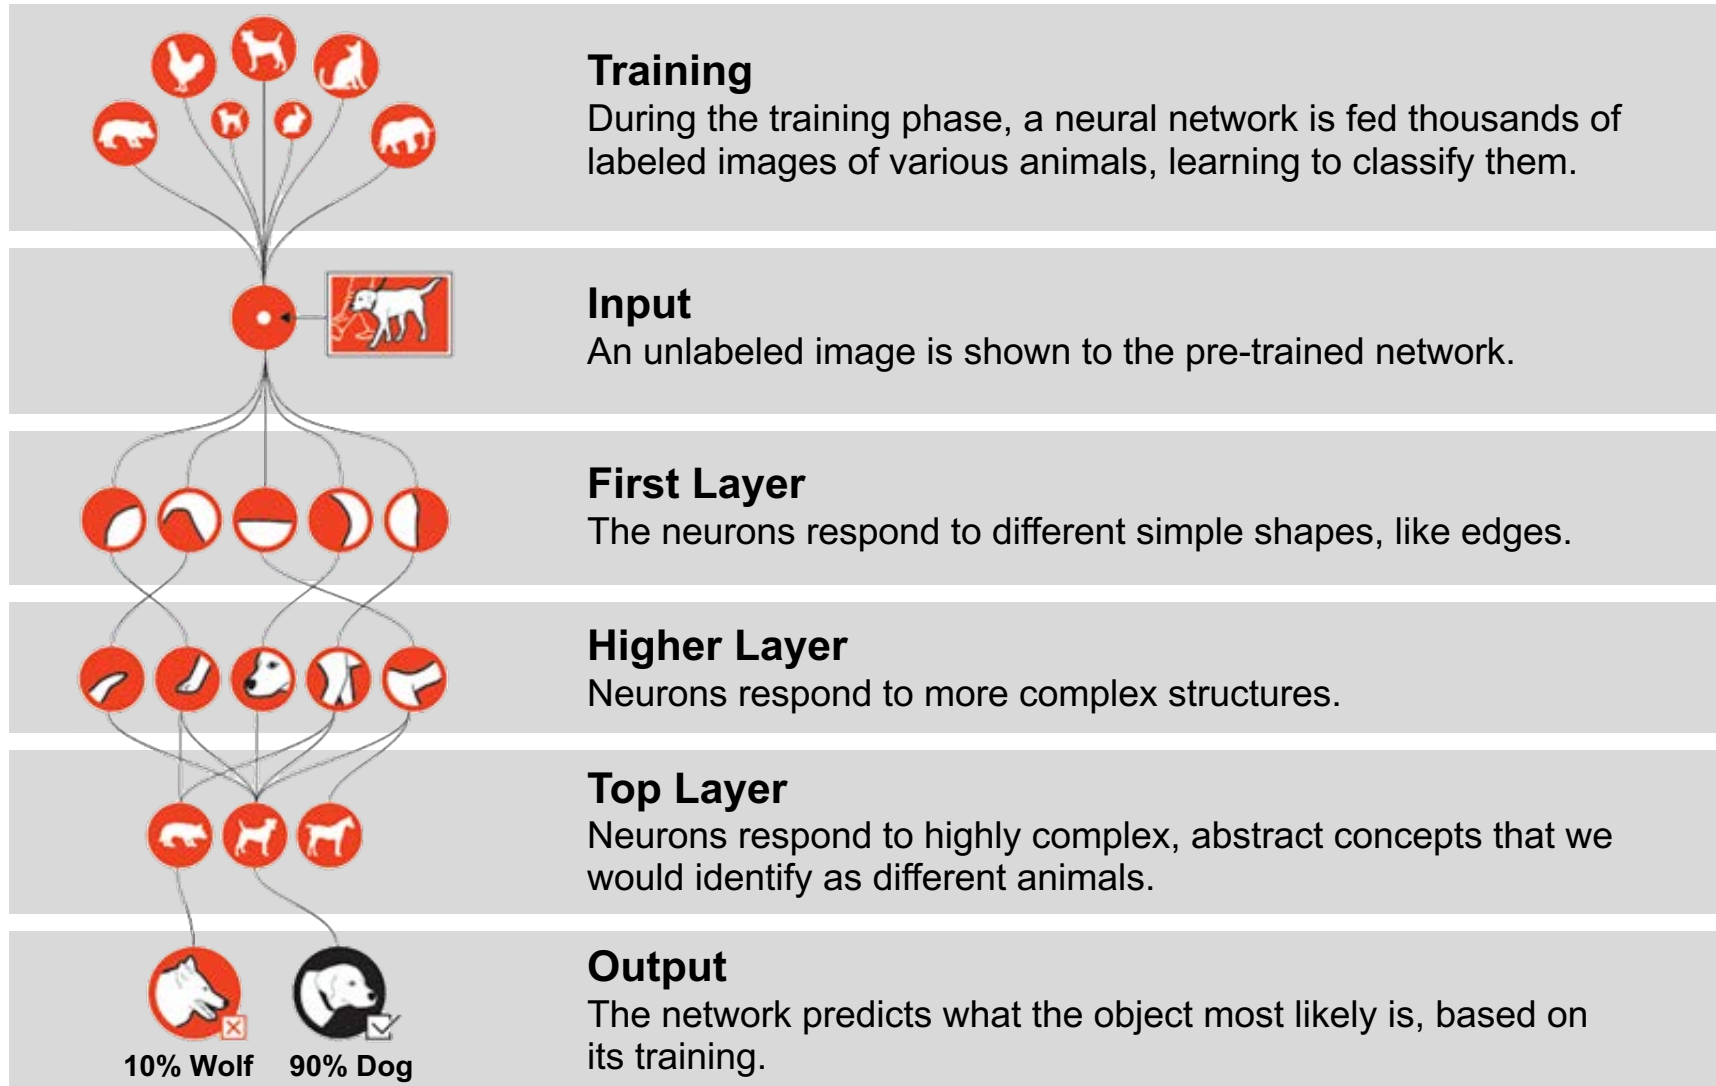 Training
During the training phase, a neural network is fed thousands of
labeled images of various animals, learning to classify them.
Input
An unlabeled image is shown to the pre-trained network.
First Layer
The neurons respond to different simple shapes, like edges.
Higher Layer
Neurons respond to more complex structures.
Top Layer
Neurons respond to highly complex, abstract concepts that we
would identify as different animals.
Output
The network predicts what the object most likely is, based on
its training.
10% Wolf
90% Dog